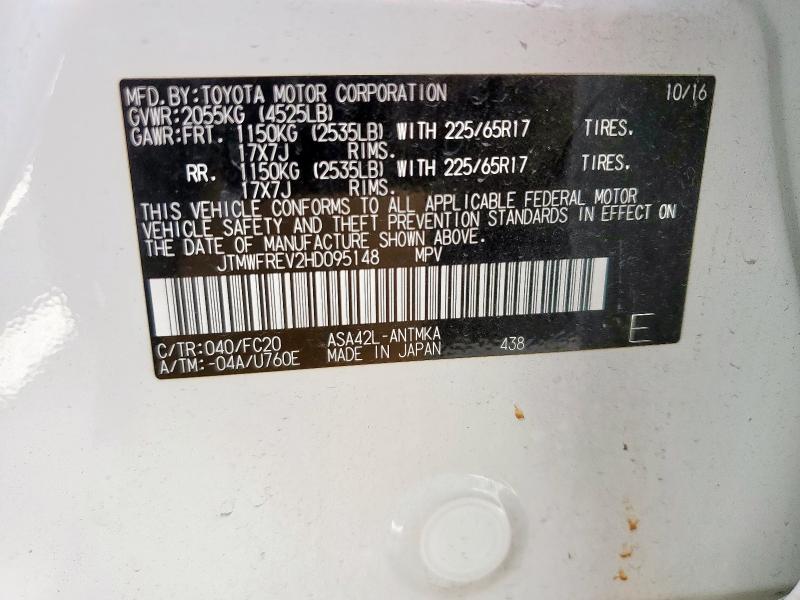 MFD.BY:TOYOTA MOTOR CORPORATION 10/16
GVWR:2055KG (4525LB)
GAWR:FRT. 1150KG (2535LB) WITH 225/65R17 TIRES.
17X7J RIMS.
RR. 1150KG (2535LB) WITH 225/65R17 TIRES.
17X7J RIMS.
THIS VEHICLE CONFORMS TO ALL APPLICABLE FEDERAL MOTOR
VEHICLE SAFETY AND THEFT PREVENTION STANDARDS IN EFFECT ON
THE DATE OF MANUFACTURE SHOWN ABOVE.
JTMWFREV2HD095148 MPV
C/TR:040/FC20 ASA42L-ANTMKA 438 E
A/TM:-04A/U760E MADE IN JAPAN